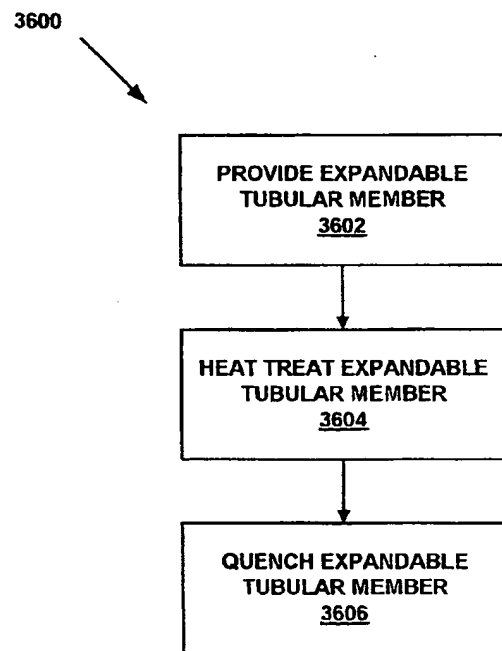 3600
PROVIDE EXPANDABLE
TUBULAR MEMBER
3602
HEAT TREAT EXPANDABLE
TUBULAR MEMBER
3604
QUENCH EXPANDABLE
TUBULAR MEMBER
3606